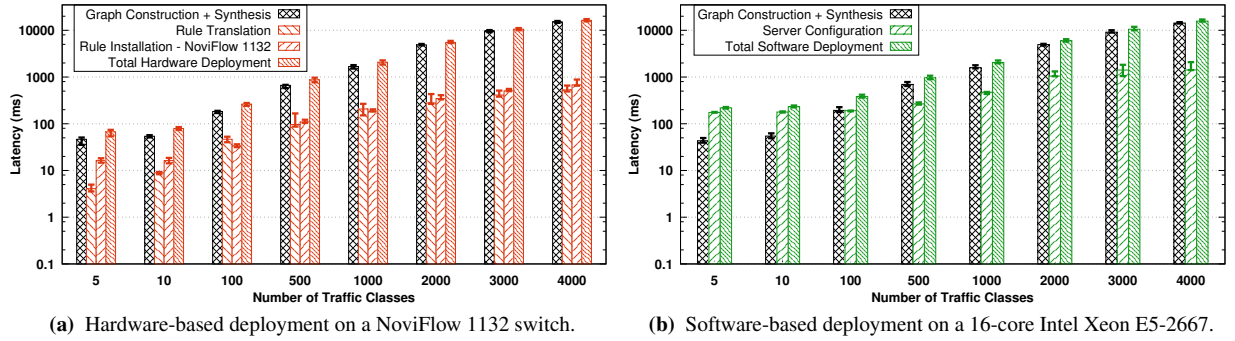 Graph Construction + Synthesis
Rule Translation
Rule Installation - NoviFlow 1132
Total Hardware Deployment
Latency (ms)
10000
1000
100
10
1
0.1
5 10 100 500 1000 2000 3000 4000
Number of Traffic Classes
(a) Hardware-based deployment on a NoviFlow 1132 switch.
Graph Construction + Synthesis
Server Configuration
Total Software Deployment
Latency (ms)
10000
1000
100
10
1
0.1
5 10 100 500 1000 2000 3000 4000
Number of Traffic Classes
(b) Software-based deployment on a 16-core Intel Xeon E5-2667.